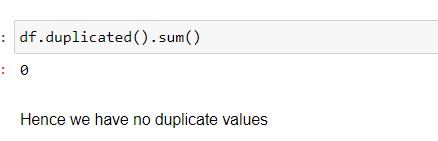 : df.duplicated().sum()
: 0
Hence we have no duplicate values